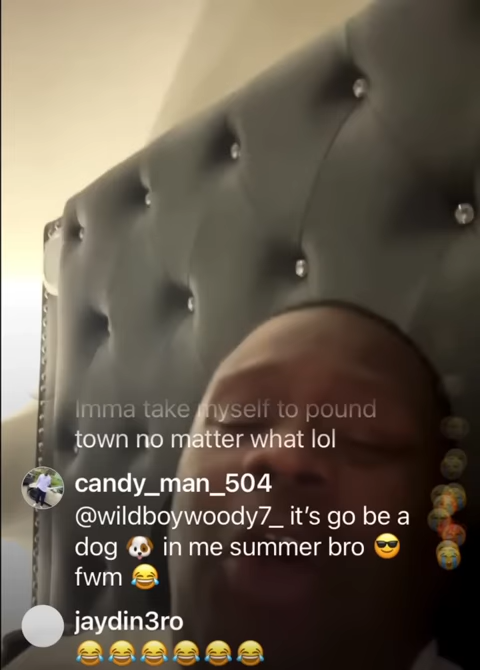 Imma take myself to pound
town no matter what lol
candy_man_504
@wildboywoody7_ it’s go be a
dog 🐶 in me summer bro 😎
fwm 😂
jaydin3ro
😂😂😂😂😂😂